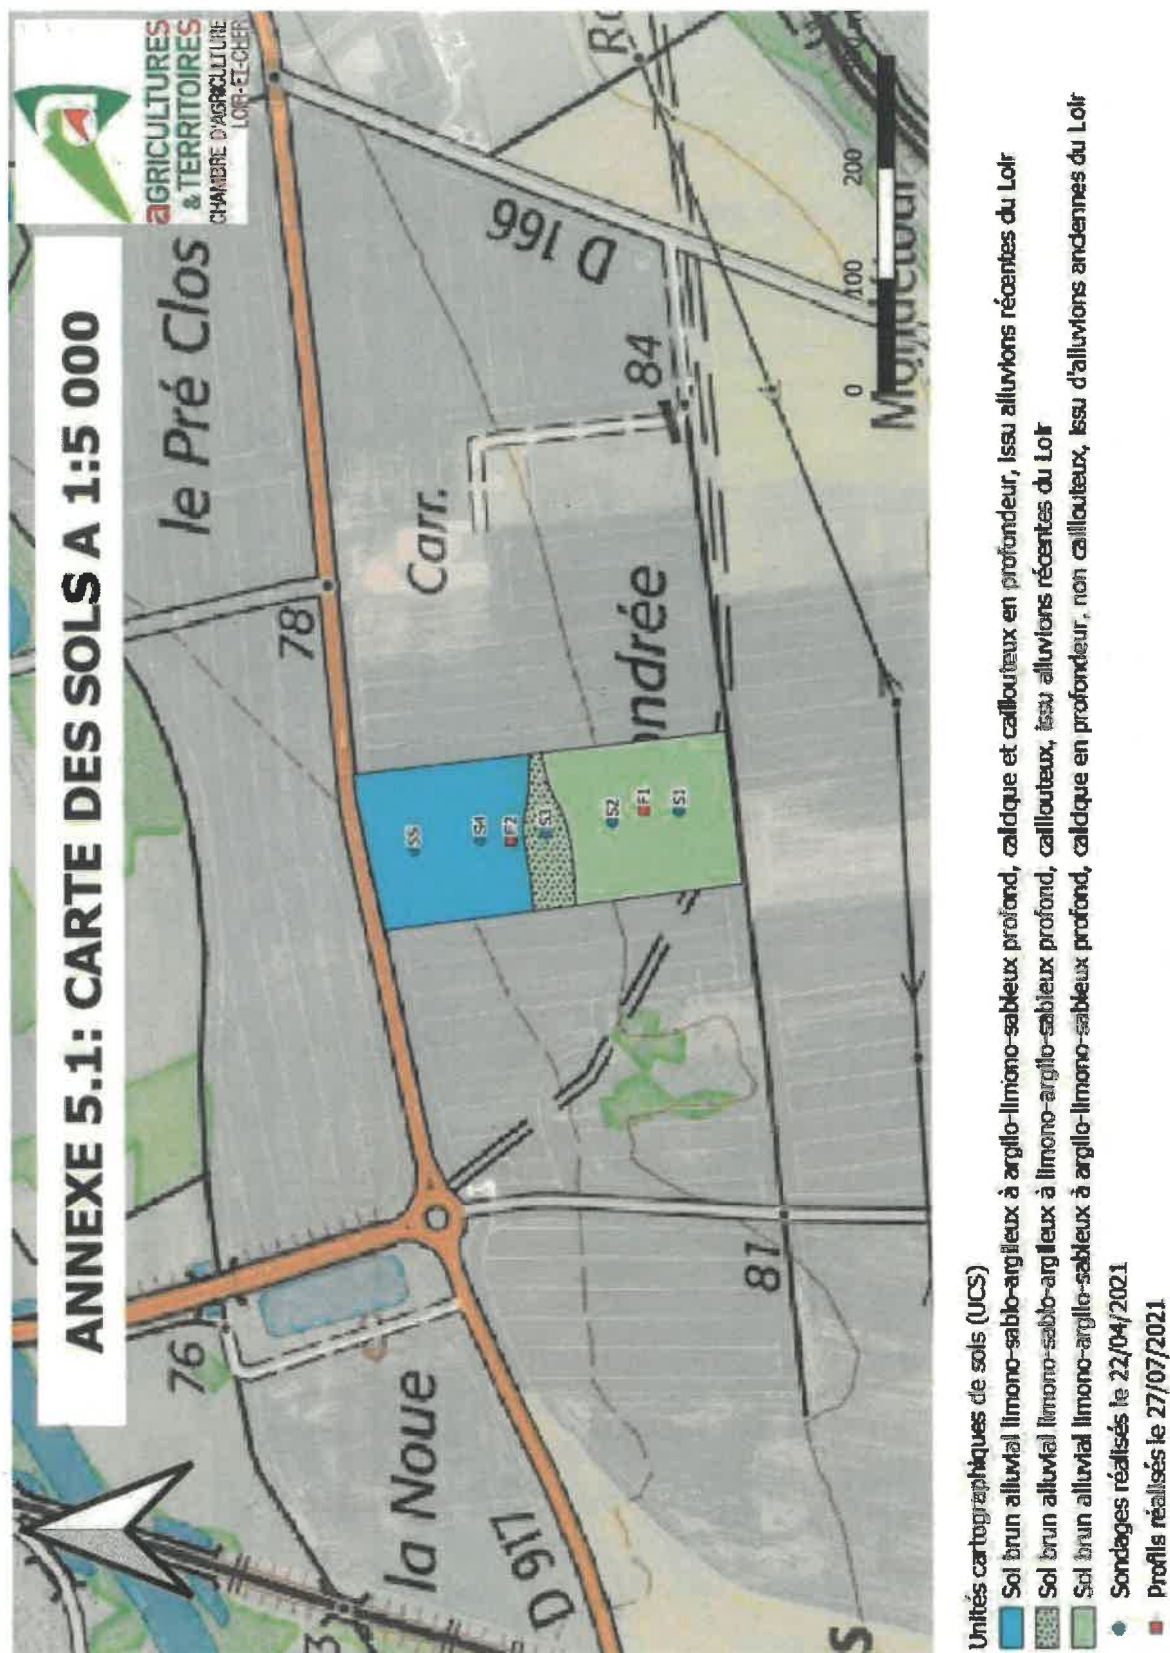 ANNEXE 5.1: CARTE DES SOLS A 1:5 000
aGRICULTURES
& TERRITOIRES
CHAMBRE D'AGRICULTURE
LOIR-ET-CHER
le Pré Clos
76
78
la Noue
D 917
D 166
Carr.
84
ondrée
81
S5
S4
F2
S3
S2
F1
S1
0
100
200
Unités cartographiques de sols (UCS)
Sol brun alluvial limono-sablo-argileux à argilo-limono-sableux profond, calcique et caillouteux en profondeur, issu alluvions récentes du Loir
Sol brun alluvial limono-sablo-argileux à limono-argilo-sableux profond, caillouteux, issu alluvions récentes du Loir
Sol brun alluvial limono-argilo-sableux à argilo-limono-sableux profond, calcique en profondeur, non caillouteux, issu d'alluvions anciennes du Loir
Sondages réalisés le 22/04/2021
Profils réalisés le 27/07/2021